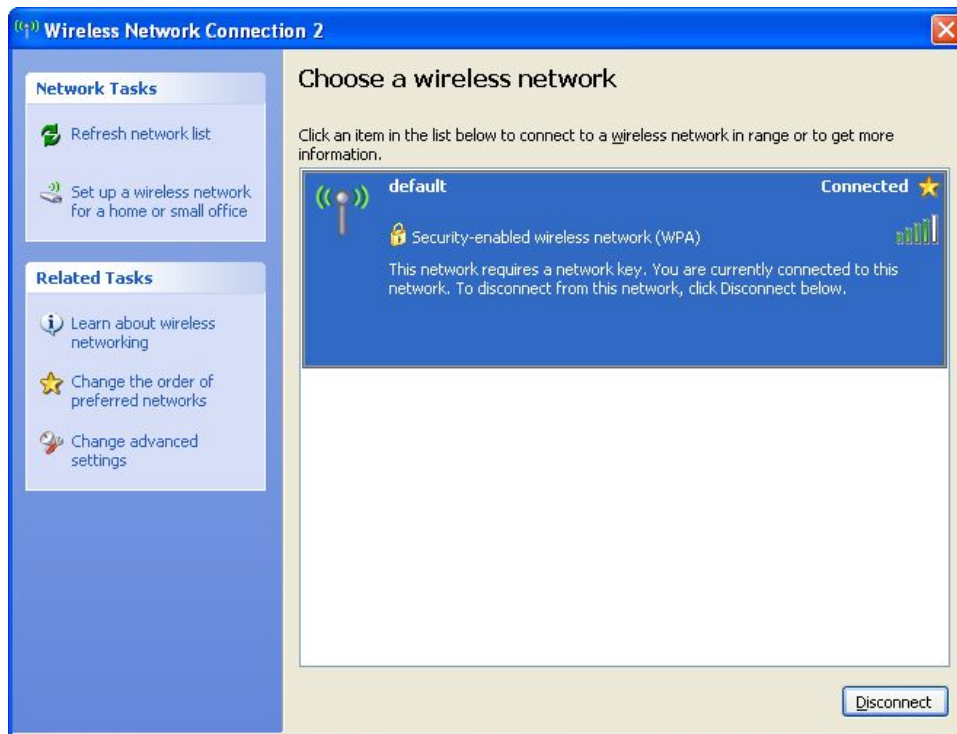 Wireless Network Connection 2
Network Tasks
Refresh network list
Set up a wireless network
for a home or small office
Related Tasks
Learn about wireless
networking
Change the order of
preferred networks
Change advanced
settings
Choose a wireless network
Click an item in the list below to connect to a wireless network in range or to get more
information.
default
Connected
Security-enabled wireless network (WPA)
This network requires a network key. You are currently connected to this
network. To disconnect from this network, click Disconnect below.
Disconnect